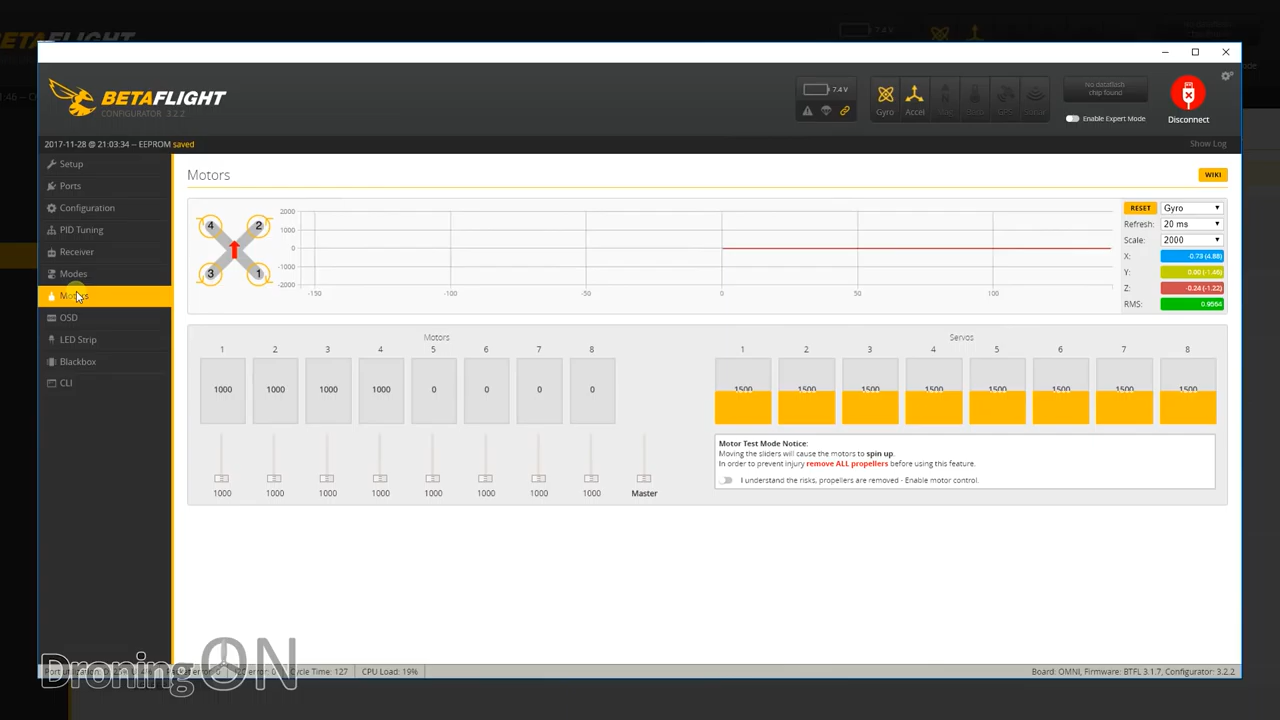 BETAFLIGHT
CONFIGURATOR 3.2.2
7.4 V
Gyro
Accel
No dataflash
chip found
Enable Expert Mode
Disconnect
2017-11-28 @ 21:03:34 -- EEPROM saved
Show Log
Setup
Ports
Configuration
PID Tuning
Receiver
Modes
Motors
OSD
LED Strip
Blackbox
CLI
Motors
WIKI
4 2
3 1
2000
1000
0
-1000
-2000
-150 -100 -50 0 50 100
RESET Gyro
Refresh: 20 ms
Scale: 2000
X: -0.73 (4.88)
Y: 0.00 (-1.46)
Z: -0.24 (-1.22)
RMS: 0.9564
Motors
1 2 3 4 5 6 7 8
1000 1000 1000 1000 0 0 0 0
1000 1000 1000 1000 1000 1000 1000 1000 Master
Servos
1 2 3 4 5 6 7 8
1500 1500 1500 1500 1500 1500 1500 1500
Motor Test Mode Notice:
Moving the sliders will cause the motors to spin up.
In order to prevent injury remove ALL propellers before using this feature.
I understand the risks, propellers are removed - Enable motor control.
DroningON
Cycle Time: 127
CPU Load: 19%
Board: OMNI, Firmware: BTFL 3.1.7, Configurator: 3.2.2